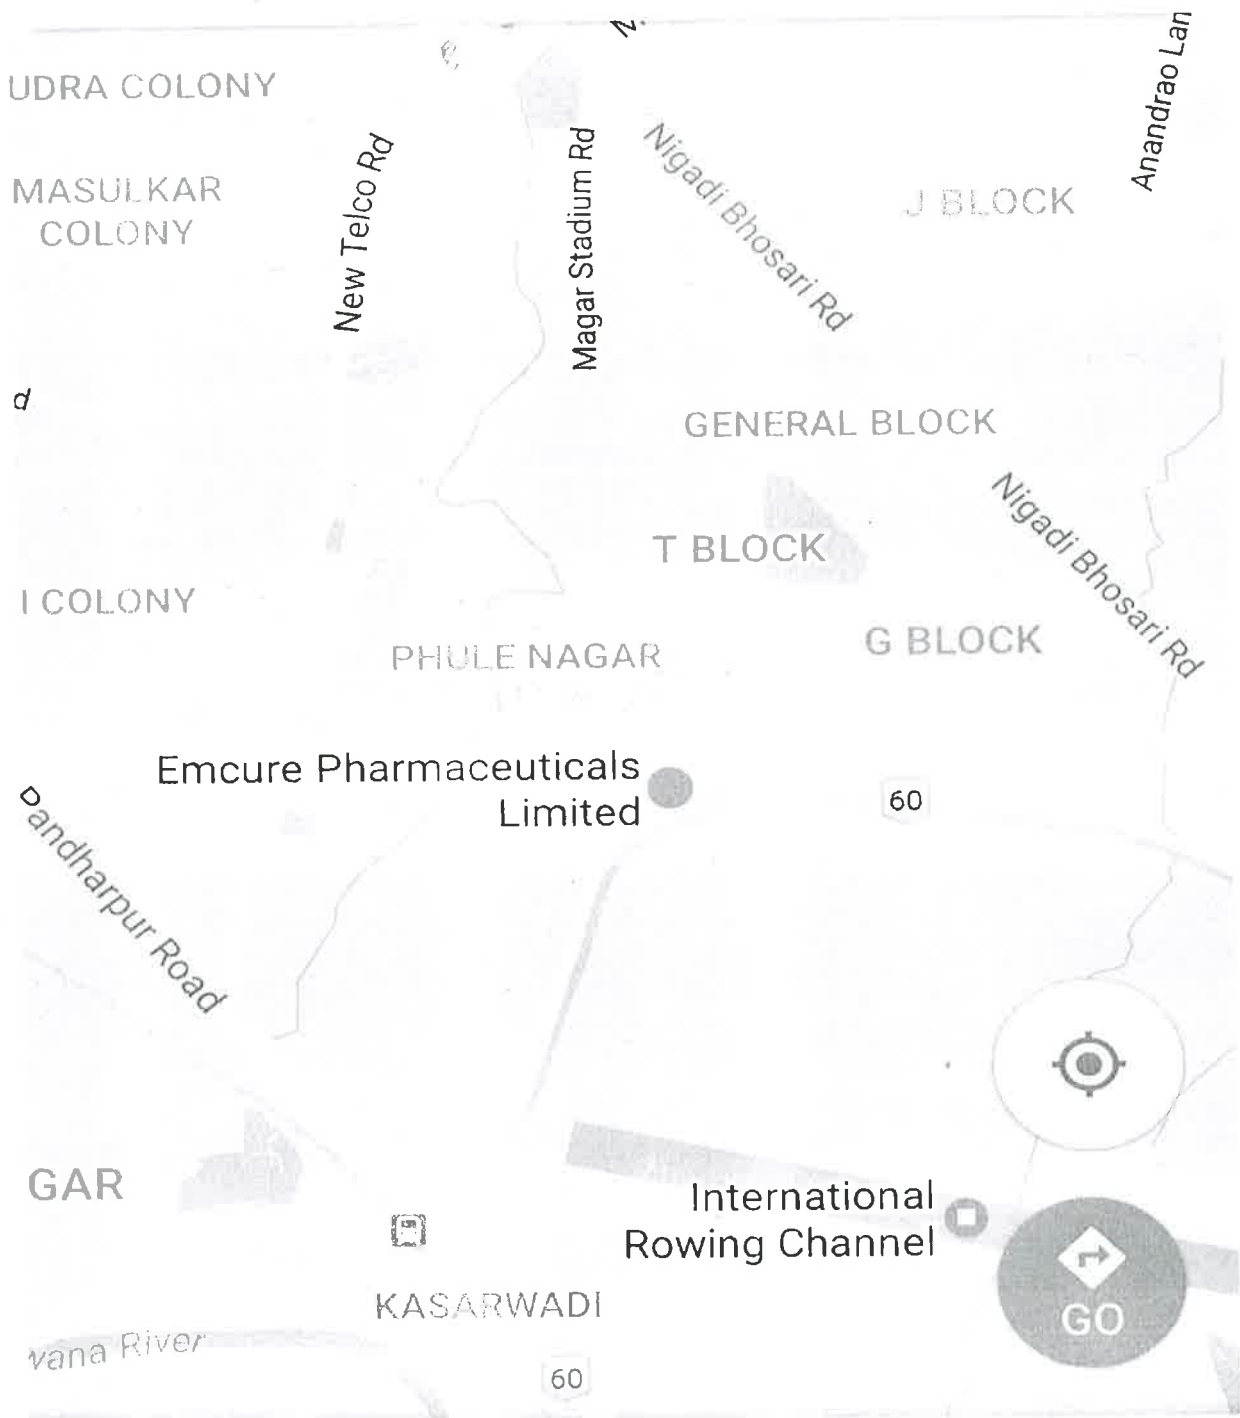 UDRA COLONY
MASULKAR
COLONY
New Telco Rd
Magar Stadium Rd
Nigadi Bhosari Rd
J BLOCK
Anandrao Lan
GENERAL BLOCK
Nigadi Bhosari Rd
T BLOCK
I COLONY
PHULE NAGAR
G BLOCK
Emcure Pharmaceuticals
Limited
60
Pandharpur Road
GAR
International
Rowing Channel
KASARWADI
GO
vana River
60